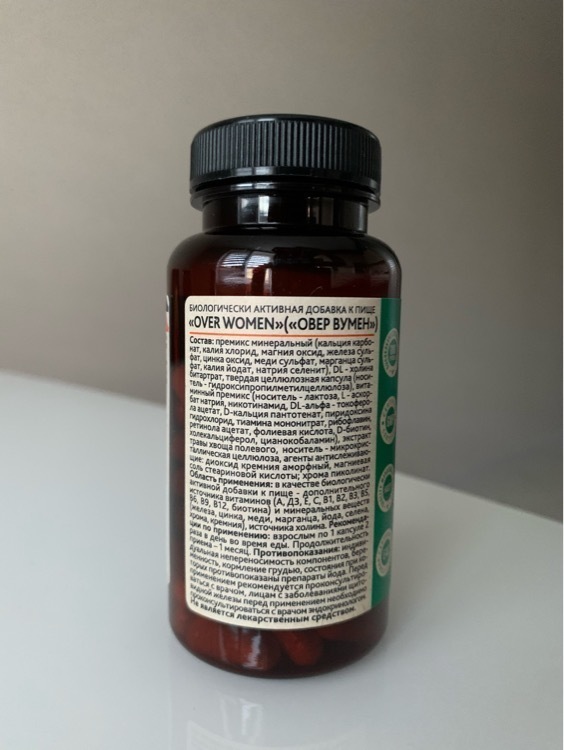 БИОЛОГИЧЕСКИ АКТИВНАЯ ДОБАВКА К ПИЩЕ
«OVER WOMEN»(«ОВЕР ВУМЕН»)
Состав: премикс минеральный (кальция карбо-
нат, калия хлорид, магния оксид, железа суль-
фат, цинка оксид, меди сульфат, марганца суль-
фат, калия йодат, натрия селенит), DL - холина
битартрат, твердая целлюлозная капсула (носи-
тель - гидроксипропилметилцеллюлоза), вита-
минный премикс (носитель - лактоза, L - аскор-
бат натрия, никотинамид, DL-альфа - токоферо-
ла ацетат, D-кальция пантотенат, пиридоксина
гидрохлорид, тиамина мононитрат, рибофлавин,
ретинола ацетат, фолиевая кислота, D-биотин,
холекальциферол, цианокобаламин), экстракт
травы хвоща полевого, носитель - микрокрис-
таллическая целлюлоза, агенты антислеживаю-
щие: диоксид кремния аморфный, магниевая
соль стеариновой кислоты; хрома пиколинат.
Область применения: в качестве биологически
активной добавки к пище - дополнительного
источника витаминов (А, Д3, Е, С, В1, В2, В3, В5,
В6, В9, В12, биотина) и минеральных веществ
(железа, цинка, меди, марганца, йода, селена,
хрома, кремния), источника холина. Рекоменда-
ции по применению: взрослым по 1 капсуле 2
раза в день во время еды. Продолжительность
приема – 1 месяц. Противопоказания: индиви-
дуальная непереносимость компонентов, бере-
менность, кормление грудью, состояния при ко-
торых противопоказаны препараты йода. Перед
применением рекомендуется проконсультиро-
ваться с врачом, лицам с заболеваниями щито-
видной железы перед применением необходимо
проконсультироваться с врачом эндокринологом.
Не является лекарственным средством.